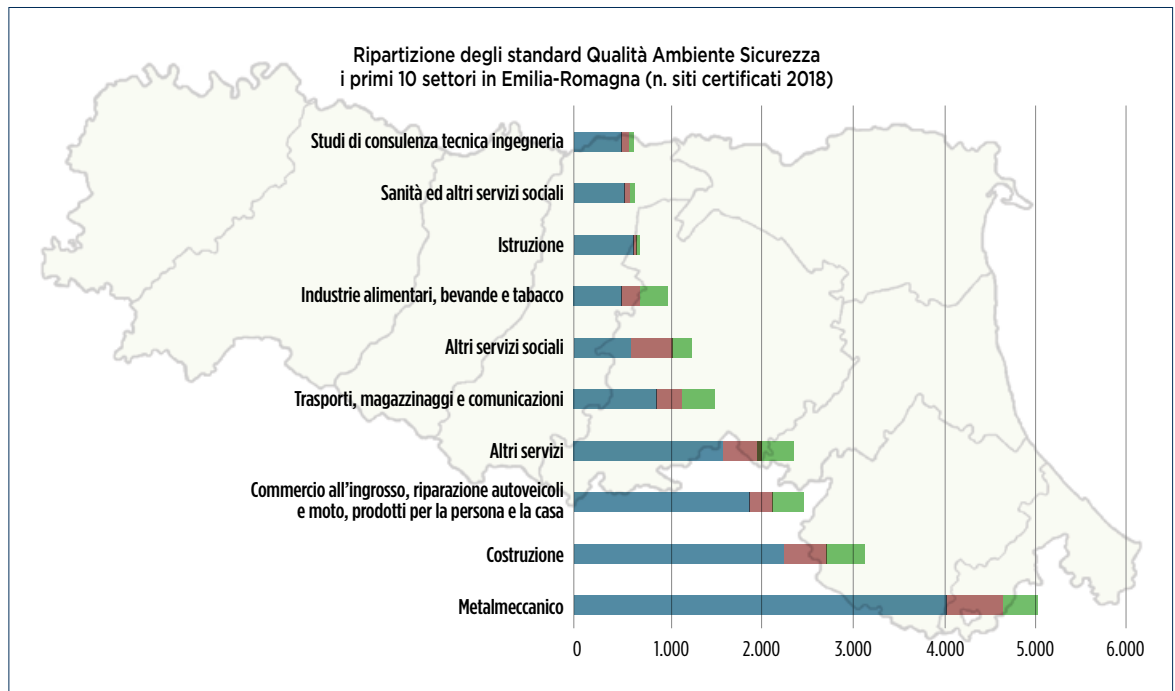 Ripartizione degli standard Qualità Ambiente Sicurezza
i primi 10 settori in Emilia-Romagna (n. siti certificati 2018)
Studi di consulenza tecnica ingegneria
Sanità ed altri servizi sociali
Istruzione
Industrie alimentari, bevande e tabacco
Altri servizi sociali
Trasporti, magazzinaggi e comunicazioni
Altri servizi
Commercio all'ingrosso, riparazione autoveicoli
e moto, prodotti per la persona e la casa
Costruzione
Metalmeccanico
0 1.000 2.000 3.000 4.000 5.000 6.000